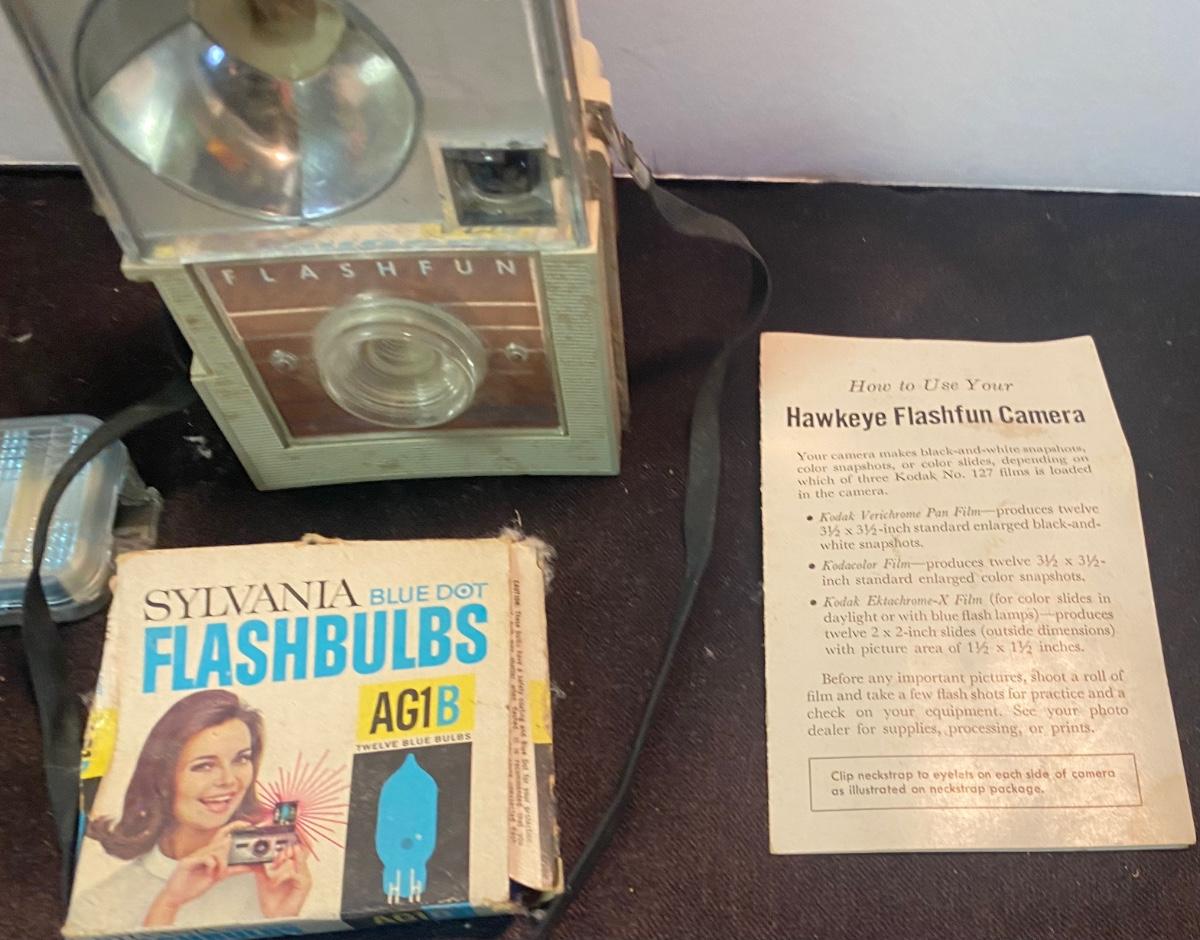 FLASHFUN
SYLVANIA BLUE DOT
FLASHBULBS
AG1B
TWELVE BLUE BULBS
AG1B
FLASHBULBS
How to Use Your
Hawkeye Flashfun Camera
Your camera makes black-and-white snapshots,
color snapshots, or color slides, depending on
which of three Kodak No. 127 films is loaded
in the camera.
• Kodak Verichrome Pan Film—produces twelve
3½ x 3½-inch standard enlarged black-and-
white snapshots.
• Kodacolor Film—produces twelve 3½ x 3½-
inch standard enlarged color snapshots.
• Kodak Ektachrome-X Film (for color slides in
daylight or with blue flash lamps)—produces
twelve 2 x 2-inch slides (outside dimensions)
with picture area of 1½ x 1½ inches.
Before any important pictures, shoot a roll of
film and take a few flash shots for practice and a
check on your equipment. See your photo
dealer for supplies, processing, or prints.
Clip neckstrap to eyelets on each side of camera
as illustrated on neckstrap package.